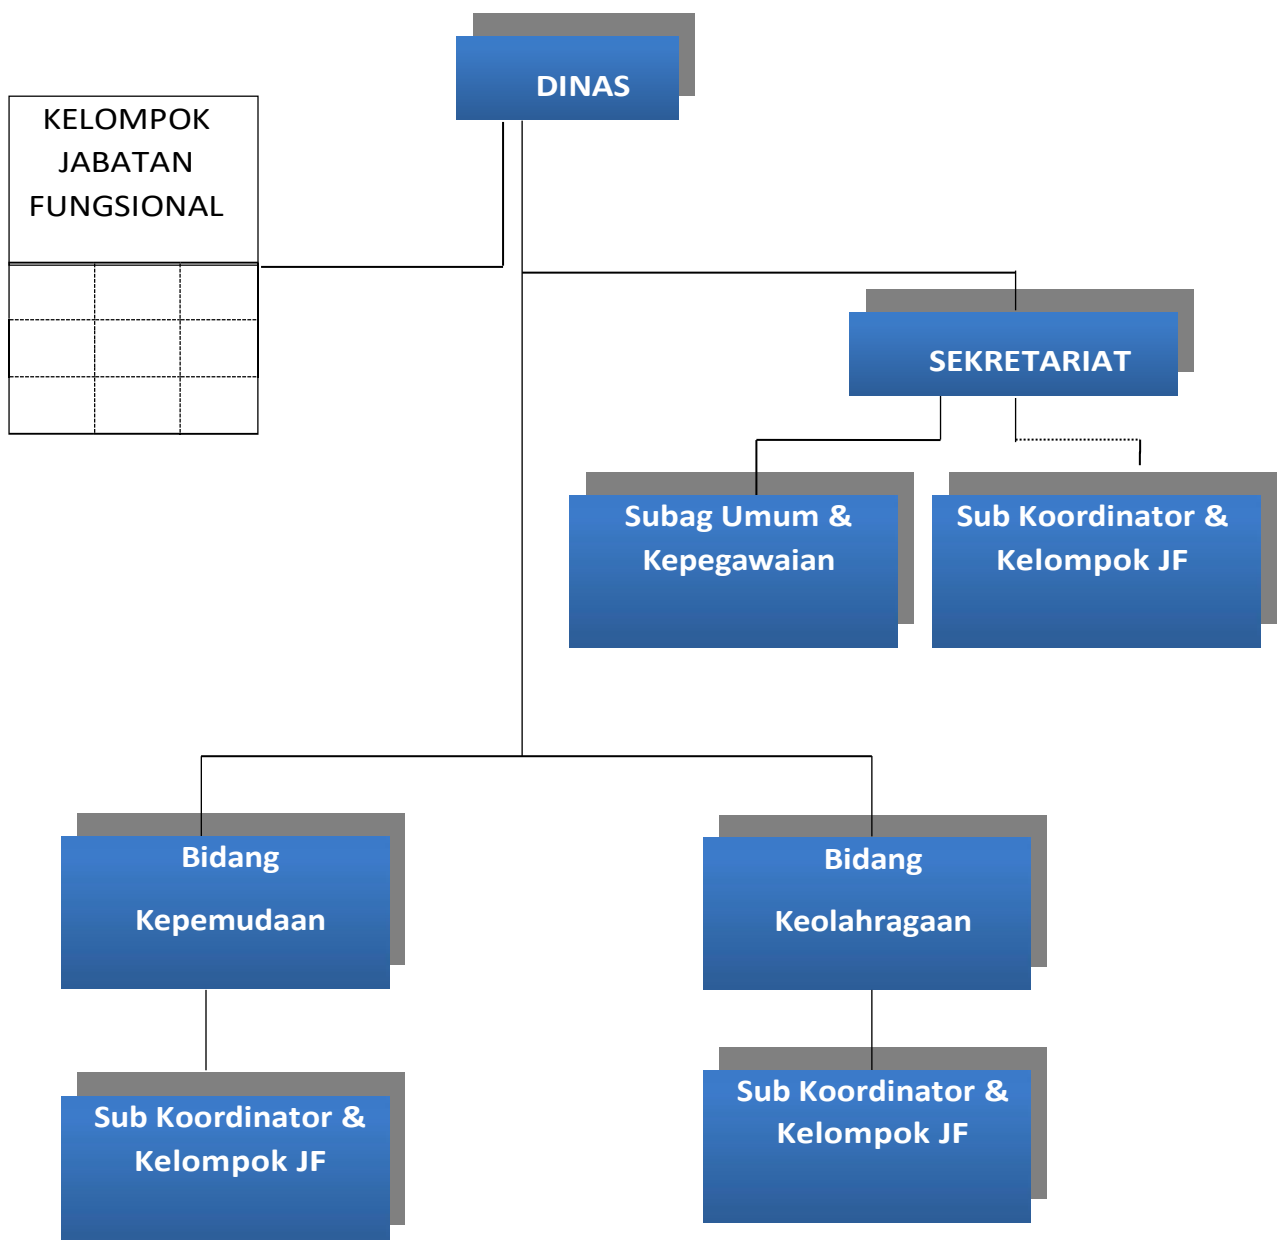 DINAS
KELOMPOK
JABATAN
FUNGSIONAL
SEKRETARIAT
Subag Umum &
Kepegawaian
Sub Koordinator &
Kelompok JF
Bidang
Kepemudaan
Bidang
Keolahragaan
Sub Koordinator &
Kelompok JF
Sub Koordinator &
Kelompok JF